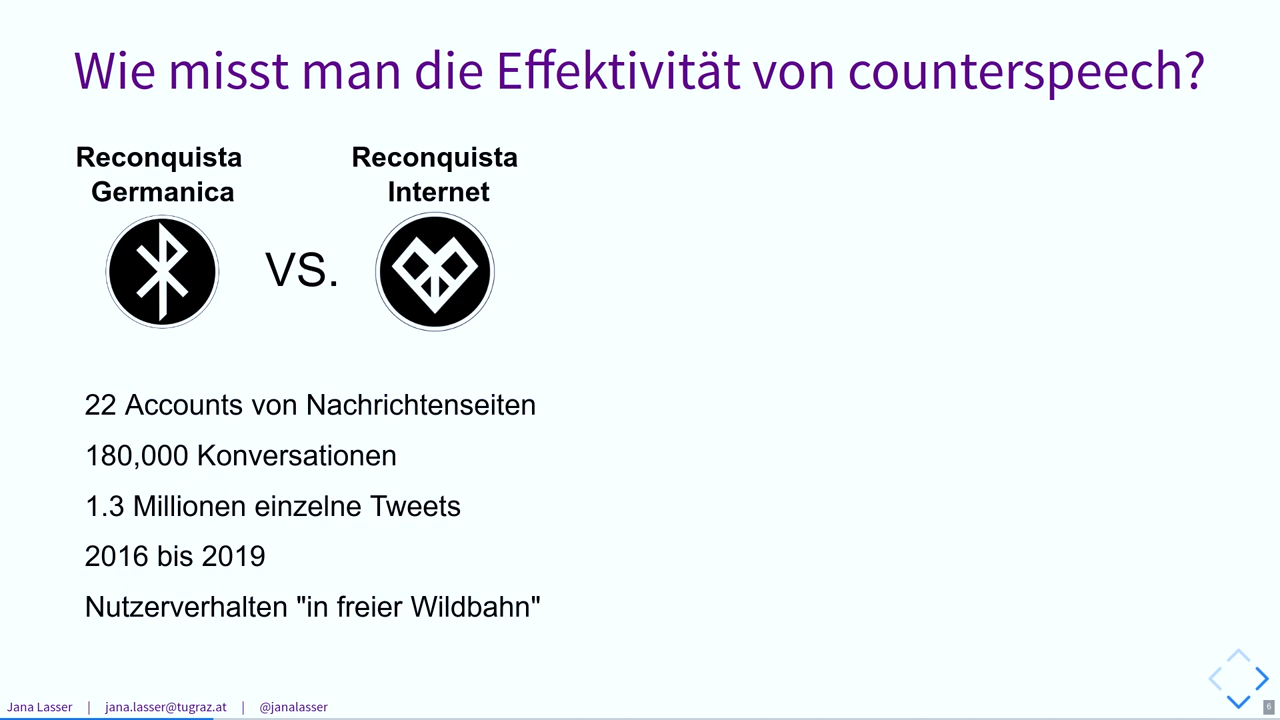 Wie misst man die Effektivität von counterspeech?
Reconquista
Germanica
Reconquista
Internet
VS.
22 Accounts von Nachrichtenseiten
180,000 Konversationen
1.3 Millionen einzelne Tweets
2016 bis 2019
Nutzerverhalten "in freier Wildbahn"
Jana Lasser | jana.lasser@tugraz.at | @janalasser
6